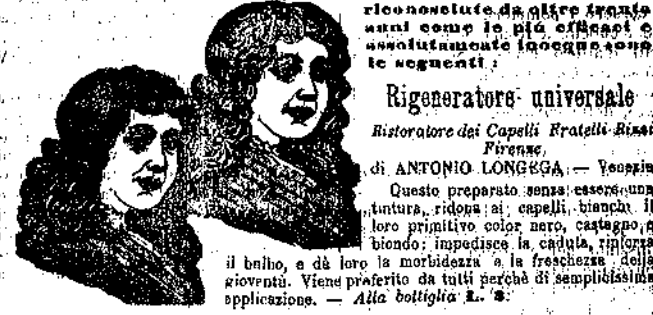 riconosciute da oltre trenta
anni come le più efficaci e
assolutamente inocque sono
le seguenti :
Rigeneratore universale
Ristoratore dei Capelli Fratelli Rizzi
Firenze,
di ANTONIO LONGEGA — Venezia
Questo preparato senza essere una
tintura, ridona ai capelli bianchi il
loro primitivo color nero, castagno, e
biondo; impedisce la caduta, rinforza
il bulbo, e dà loro la morbidezza e la freschezza della
gioventù. Viene preferito da tutti perchè di semplicissima
applicazione. — Alla bottiglia L. 3.